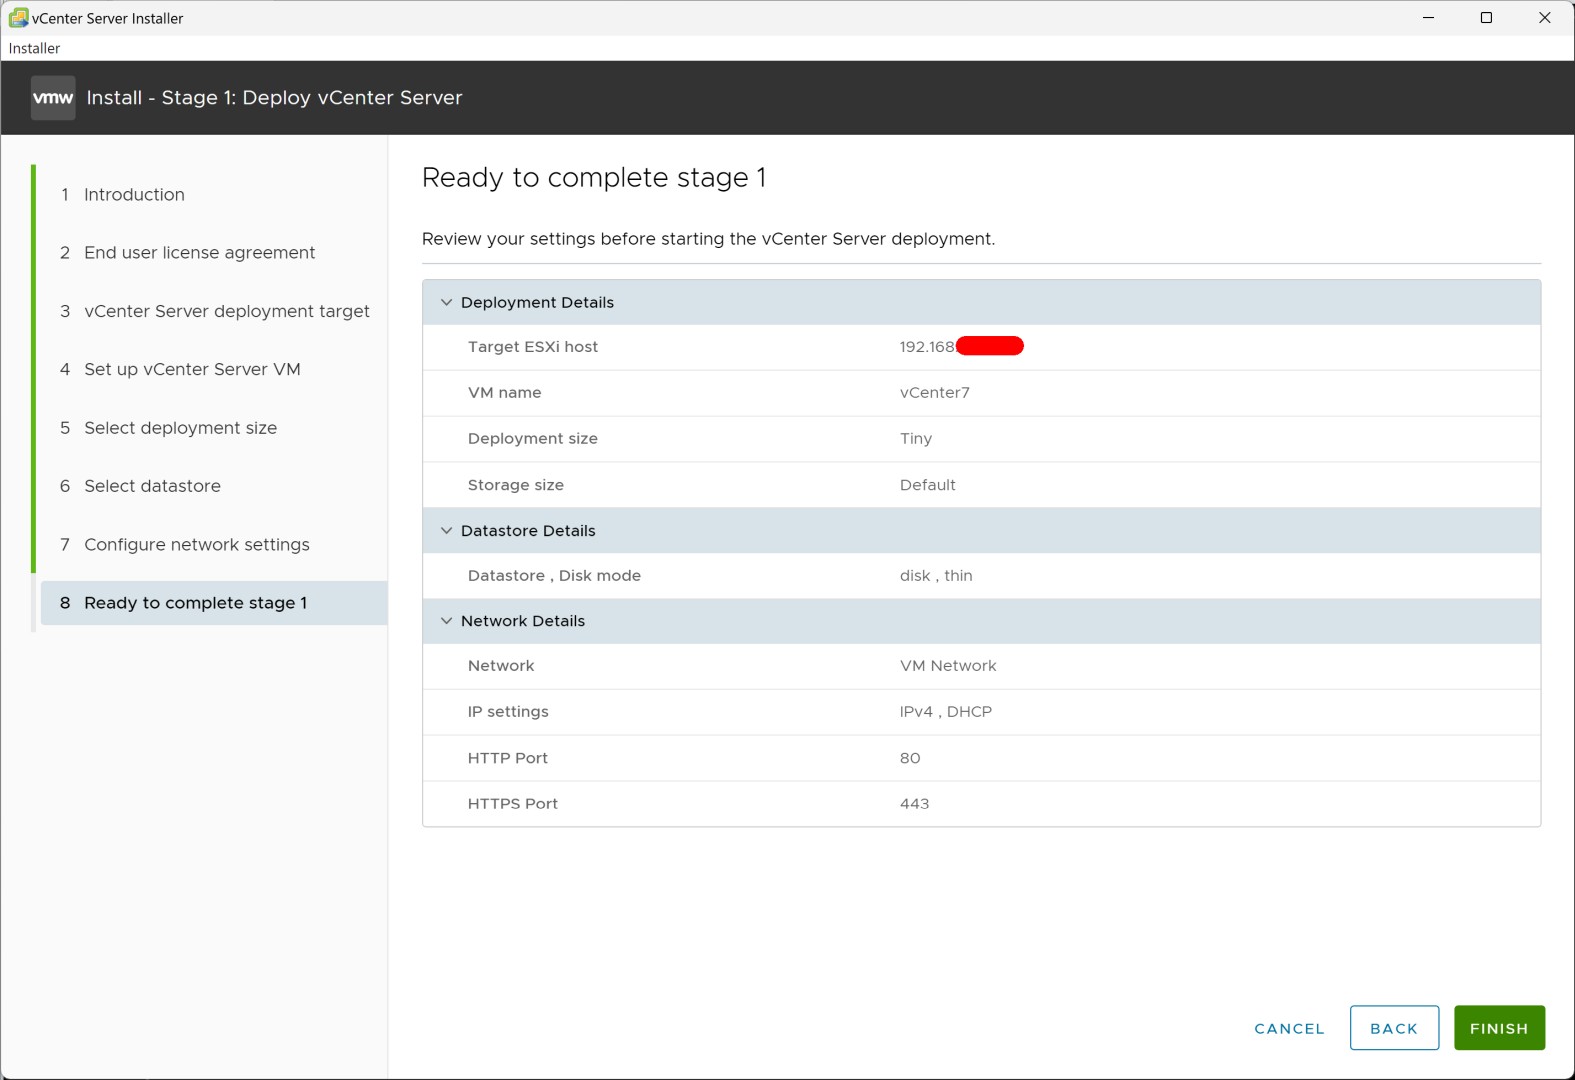 vCenter Server Installer
Installer
vmw Install - Stage 1: Deploy vCenter Server
1 Introduction
2 End user license agreement
3 vCenter Server deployment target
4 Set up vCenter Server VM
5 Select deployment size
6 Select datastore
7 Configure network settings
8 Ready to complete stage 1
Ready to complete stage 1
Review your settings before starting the vCenter Server deployment.
Deployment Details
Target ESXi host 192.168.
VM name vCenter7
Deployment size Tiny
Storage size Default
Datastore Details
Datastore , Disk mode disk , thin
Network Details
Network VM Network
IP settings IPv4 , DHCP
HTTP Port 80
HTTPS Port 443
CANCEL BACK FINISH